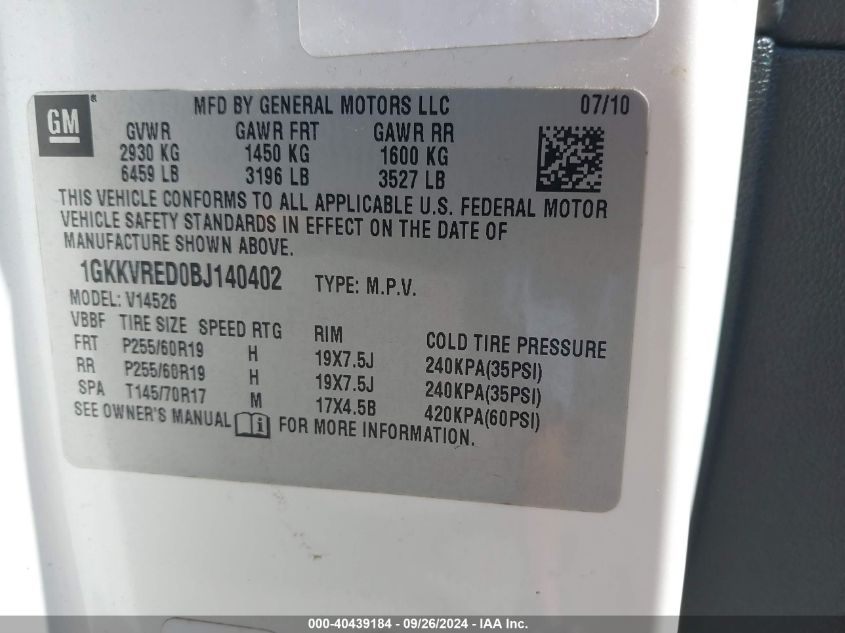 GM ® MFD BY GENERAL MOTORS LLC 07/10
GVWR GAWR FRT GAWR RR
2930 KG 1450 KG 1600 KG
6459 LB 3196 LB 3527 LB
THIS VEHICLE CONFORMS TO ALL APPLICABLE U.S. FEDERAL MOTOR
VEHICLE SAFETY STANDARDS IN EFFECT ON THE DATE OF
MANUFACTURE SHOWN ABOVE.
1GKKVRED0BJ140402 TYPE: M.P.V.
MODEL: V14526
VBBF TIRE SIZE SPEED RTG RIM COLD TIRE PRESSURE
FRT P255/60R19 H 19X7.5J 240KPA(35PSI)
RR P255/60R19 H 19X7.5J 240KPA(35PSI)
SPA T145/70R17 M 17X4.5B 420KPA(60PSI)
SEE OWNER'S MANUAL i FOR MORE INFORMATION.
000-40439184 - 09/26/2024 - IAA Inc.